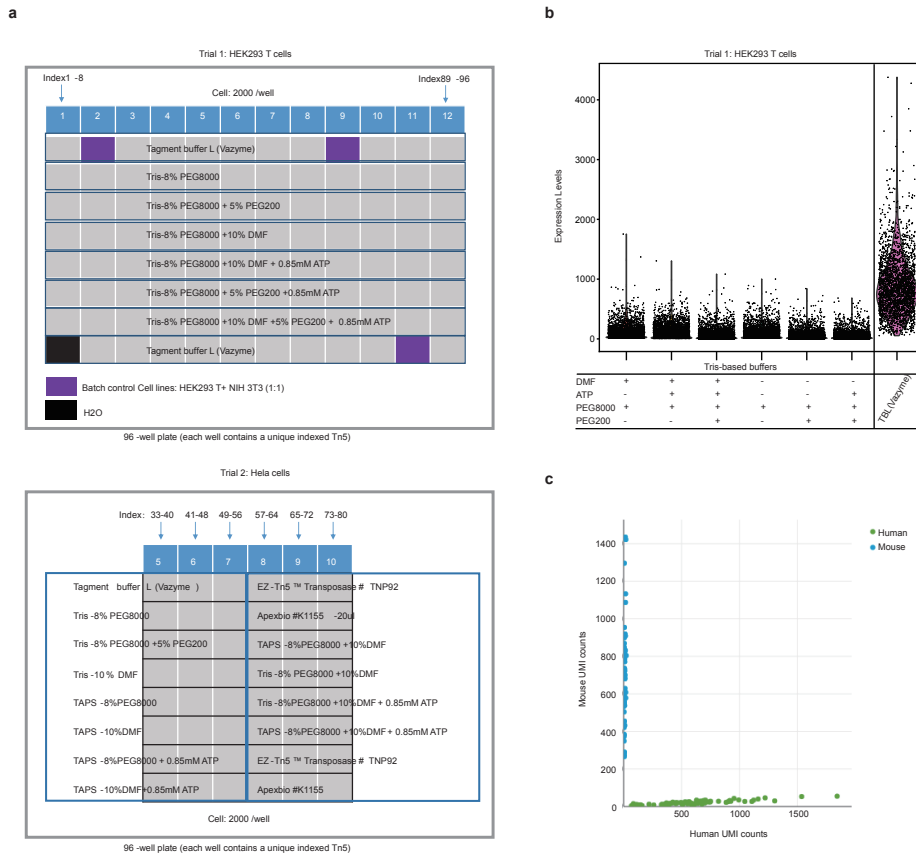 a
Trial 1: HEK293 T cells
Index1 -8
Index89 -96
Cell: 2000 /well
1 2 3 4 5 6 7 8 9 10 11 12
Tagment buffer L (Vazyme)
Tris-8% PEG8000
Tris-8% PEG8000 + 5% PEG200
Tris-8% PEG8000 +10% DMF
Tris-8% PEG8000 +10% DMF + 0.85mM ATP
Tris-8% PEG8000 + 5% PEG200 +0.85mM ATP
Tris-8% PEG8000 +10% DMF +5% PEG200 + 0.85mM ATP
Tagment buffer L (Vazyme)
Batch control Cell lines: HEK293 T+ NIH 3T3 (1:1)
H2O
96 -well plate (each well contains a unique indexed Tn5)
Trial 2: Hela cells
Index: 33-40 41-48 49-56 57-64 65-72 73-80
5 6 7 8 9 10
Tagment buffer L (Vazyme ) EZ -Tn5 ™ Transposase # TNP92
Tris -8% PEG8000 Apexbio #K1155 -20ul
Tris -8% PEG8000 +5% PEG200 TAPS -8%PEG8000 +10%DMF
Tris -10% DMF Tris -8% PEG8000 +10%DMF
TAPS -8%PEG8000 Tris -8%PEG8000 +10%DMF + 0.85mM ATP
TAPS -10%DMF TAPS -8%PEG8000 +10%DMF + 0.85mM ATP
TAPS -8%PEG8000 + 0.85mM ATP EZ -Tn5 ™ Transposase # TNP92
TAPS -10%DMF+0.85mM ATP Apexbio #K1155
Cell: 2000 /well
96 -well plate (each well contains a unique indexed Tn5)
b
Trial 1: HEK293 T cells
Expression Levels
4000
3000
2000
1000
0
Tris-based buffers
DMF + + + - - -
ATP - + + - - +
PEG8000 + + + + + +
PEG200 - - + - + +
TBL (Vazyme)
c
Human
Mouse
Mouse UMI counts
1400
1200
1000
800
600
400
200
0
0 500 1000 1500
Human UMI counts